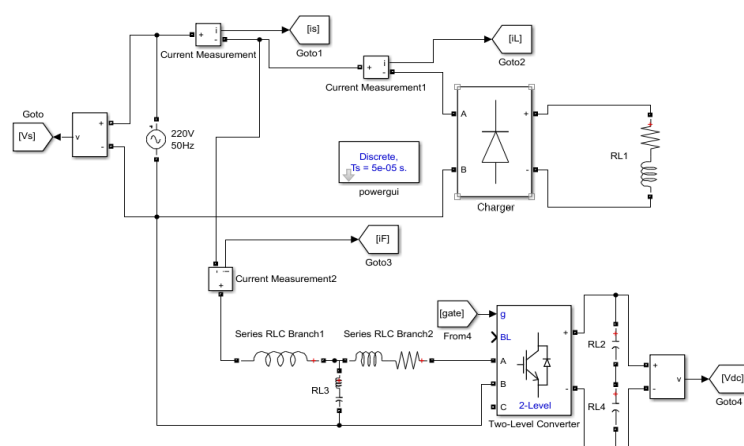 [is]
Goto1
i
+
-
Current Measurement
[iL]
Goto2
i
+
-
Current Measurement1
Goto
[Vs]
v
+
-
220V
50Hz
Discrete,
Ts = 5e-05 s.
powergui
A
B
+
-
Charger
RL1
[iF]
Goto3
+
Current Measurement2
[gate]
From4
Series RLC Branch1
Series RLC Branch2
RL3
g
BL
A
B
C
+
-
2-Level
Two-Level Converter
RL2
RL4
+
-
v
[Vdc]
Goto4